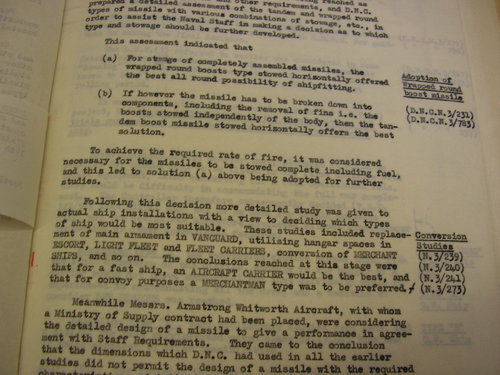 being reached as
prepared a detailed assessment of the tandem and wrapped round
types of missile with various combinations of stowage, etc., in
order to assist the Naval Staff in making a decision as to which
type and stowage should be further developed.
This assessment indicated that
(a) For stowage of completely assembled missiles, the
wrapped round boosts type stowed horizontally offered
the best all round possibility of shipfitting.
Adoption of
Wrapped round
boost missile
(b) If however the missile has to be broken down into
components, including the removal of fins i.e. the
boosts stowed independently of the body, then the tan-
dem boost missile stowed horizontally offers the best
solution.
(D.N.C.N.3/231)
(D.N.C.N.3/783)
To achieve the required rate of fire, it was considered
necessary for the missiles to be stowed complete including fuel,
and this led to solution (a) above being adopted for further
studies.
Following this decision more detailed study was given to
actual ship installations with a view to deciding which types
of ship would be most suitable. These studies included replace-
ment of main armament in VANGUARD, utilising hangar spaces in
ESCORT, LIGHT FLEET and FLEET CARRIERS, conversion of MERCHANT
SHIPS, and so on. The conclusions reached at this stage were
that for a fast ship, an AIRCRAFT CARRIER would be the best, and
that for convoy purposes a MERCHANTMAN type was to be preferred.
Conversion
Studies
(N.3/239)
(N.3/240)
(N.3/241)
(N.3/273)
Meanwhile Messrs. Armstrong Whitworth Aircraft, with whom
a Ministry of Supply contract had been placed, were considering
the detailed design of a missile to give a performance in agree-
ment with Staff Requirements. They came to the conclusion
that the dimensions which D.N.C. had used in all the earlier
studies did not permit the design of a missile with the required